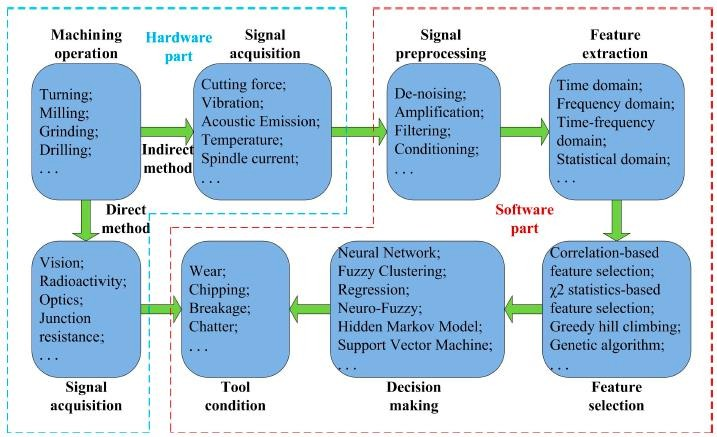 Machining
operation
Hardware
part
Signal
acquisition
Signal
preprocessing
Feature
extraction
Turning;
Milling;
Grinding;
Drilling;
. . .
Indirect
method
Cutting force;
Vibration;
Acoustic Emission;
Temperature;
Spindle current;
. . .
De-noising;
Amplification;
Filtering;
Conditioning;
. . .
Time domain;
Frequency domain;
Time-frequency
domain;
Statistical domain;
. . .
Direct
method
Software
part
Vision;
Radioactivity;
Optics;
Junction
resistance;
. . .
Signal
acquisition
Wear;
Chipping;
Breakage;
Chatter;
. . .
Tool
condition
Neural Network;
Fuzzy Clustering;
Regression;
Neuro-Fuzzy;
Hidden Markov Model;
Support Vector Machine;
. . .
Decision
making
Correlation-based
feature selection;
χ2 statistics-based
feature selection;
Greedy hill climbing;
Genetic algorithm;
. . .
Feature
selection